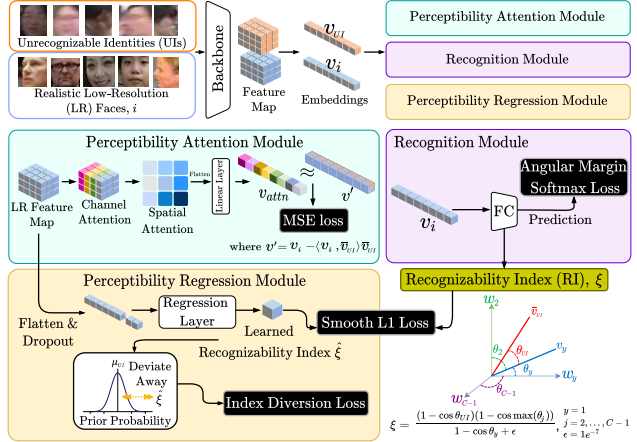 Unrecognizable Identities (UIs)
Realistic Low-Resolution
(LR) Faces, i
Backbone
Feature
Map
v_UI
v_i
Embeddings
Perceptibility Attention Module
Recognition Module
Perceptibility Regression Module
Perceptibility Attention Module
LR Feature
Map
Channel
Attention
Spatial
Attention
Flatten
Linear Layer
v_attn
≈
v'
MSE loss
where v' = v_i − ⟨v_i , v̅_UI⟩ v̅_UI
Recognition Module
v_i
FC
Prediction
Angular Margin
Softmax Loss
Recognizability Index (RI), ξ
Perceptibility Regression Module
Flatten &
Dropout
Regression
Layer
Learned
Recognizability Index ξ̂
Smooth L1 Loss
μ_UI
Deviate
Away
ξ̂
Prior Probability
Index Diversion Loss
w_2
v̅_UI
θ_2
θ_UI
v_y
θ_y
w_y
θ_C−1
w_C−1
ξ = (1 − cos θ_UI)(1 − cos max(θ_j)) / 1 − cos θ_y + ϵ ,
y = 1
j = 2, . . . , C − 1
ϵ = 1e^−7